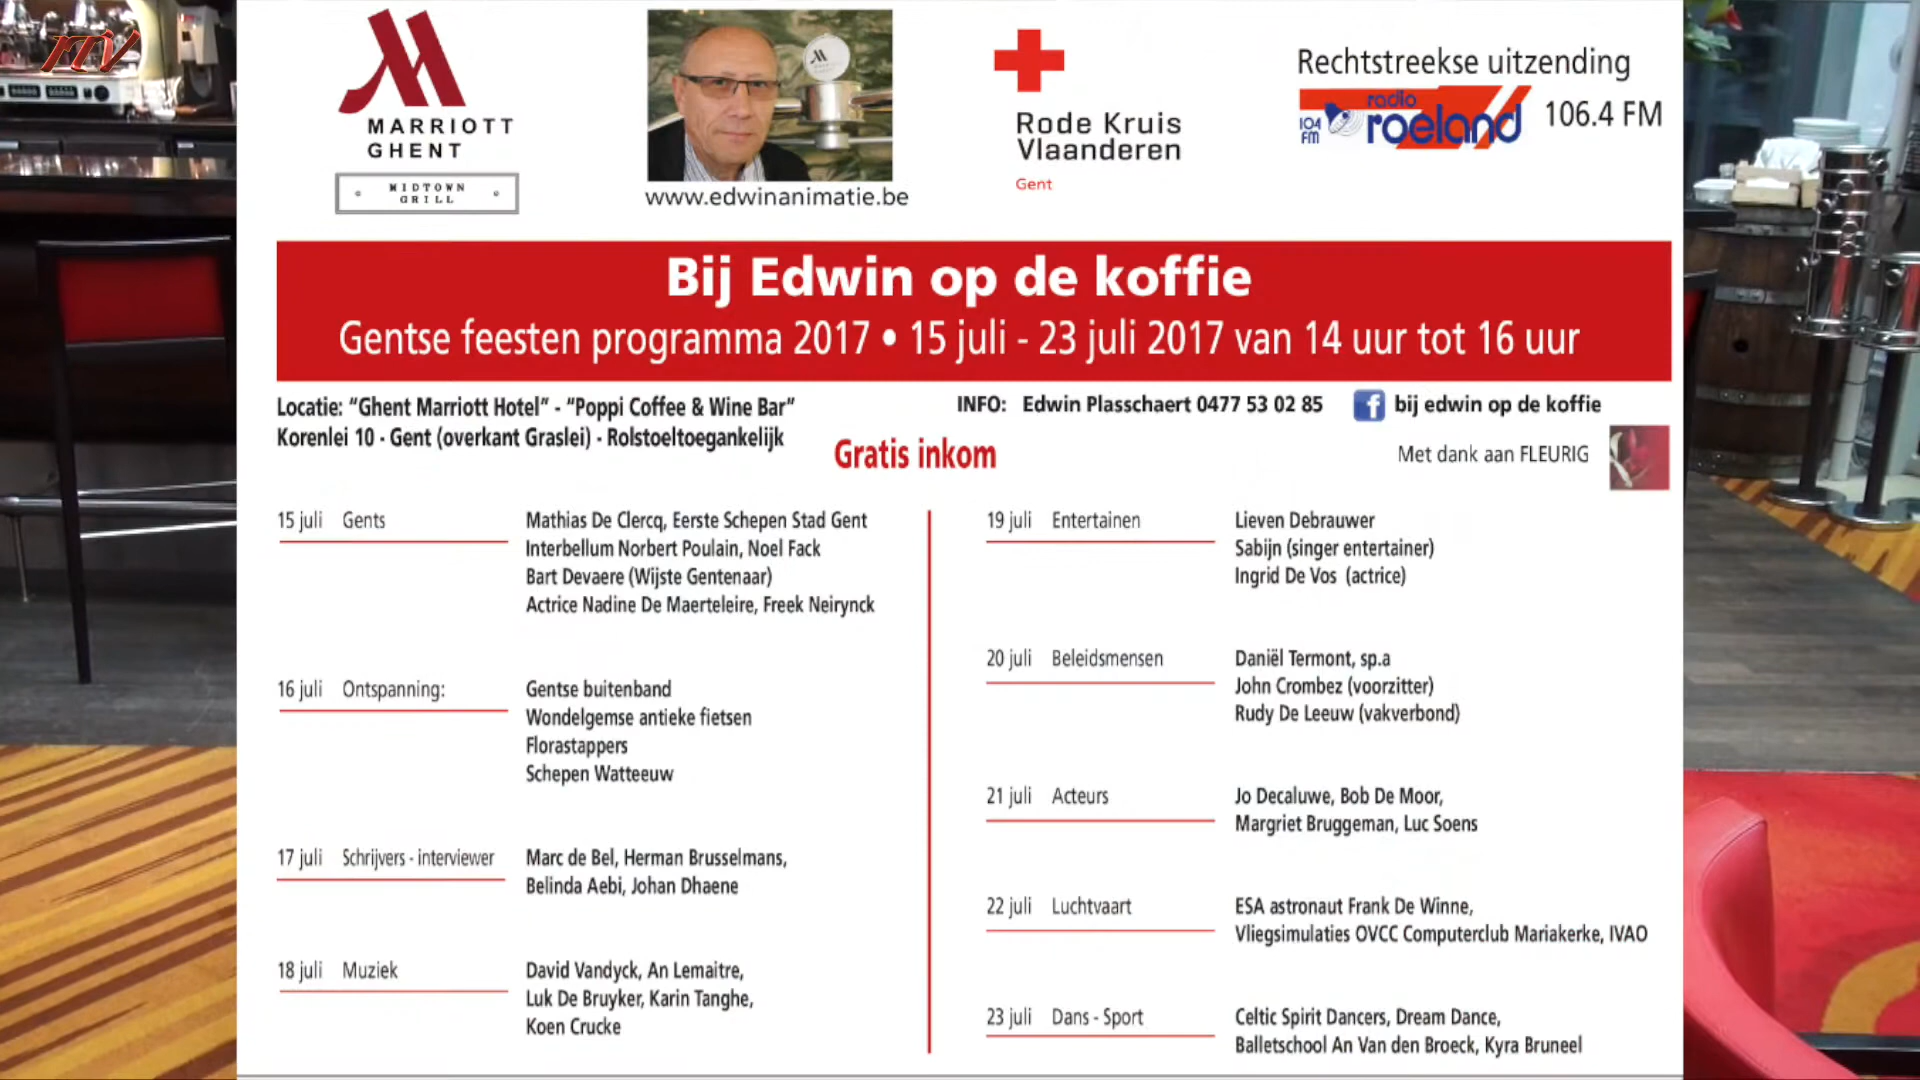 ITV
MARRIOTT
GHENT
MIDTOWN
GRILL
www.edwinanimatie.be
Rode Kruis
Vlaanderen
Gent
Rechtstreekse uitzending
104
FM
radio
roeland
106.4 FM
Bij Edwin op de koffie
Gentse feesten programma 2017 • 15 juli - 23 juli 2017 van 14 uur tot 16 uur
Locatie: “Ghent Marriott Hotel” - “Poppi Coffee & Wine Bar”
Korenlei 10 - Gent (overkant Graslei) - Rolstoeltoegankelijk
Gratis inkom
INFO: Edwin Plasschaert 0477 53 02 85 f bij edwin op de koffie
Met dank aan FLEURIG
15 juli Gents Mathias De Clercq, Eerste Schepen Stad Gent
Interbellum Norbert Poulain, Noel Fack
Bart Devaere (Wijste Gentenaar)
Actrice Nadine De Maerteleire, Freek Neirynck
16 juli Ontspanning: Gentse buitenband
Wondelgemse antieke fietsen
Florastappers
Schepen Watteeuw
17 juli Schrijvers - interviewer Marc de Bel, Herman Brusselmans,
Belinda Aebi, Johan Dhaene
18 juli Muziek David Vandyck, An Lemaitre,
Luk De Bruyker, Karin Tanghe,
Koen Crucke
19 juli Entertainen Lieven Debrauwer
Sabijn (singer entertainer)
Ingrid De Vos (actrice)
20 juli Beleidsmensen Daniël Termont, sp.a
John Crombez (voorzitter)
Rudy De Leeuw (vakverbond)
21 juli Acteurs Jo Decaluwe, Bob De Moor,
Margriet Bruggeman, Luc Soens
22 juli Luchtvaart ESA astronaut Frank De Winne,
Vliegsimulaties OVCC Computerclub Mariakerke, IVAO
23 juli Dans - Sport Celtic Spirit Dancers, Dream Dance,
Balletschool An Van den Broeck, Kyra Bruneel